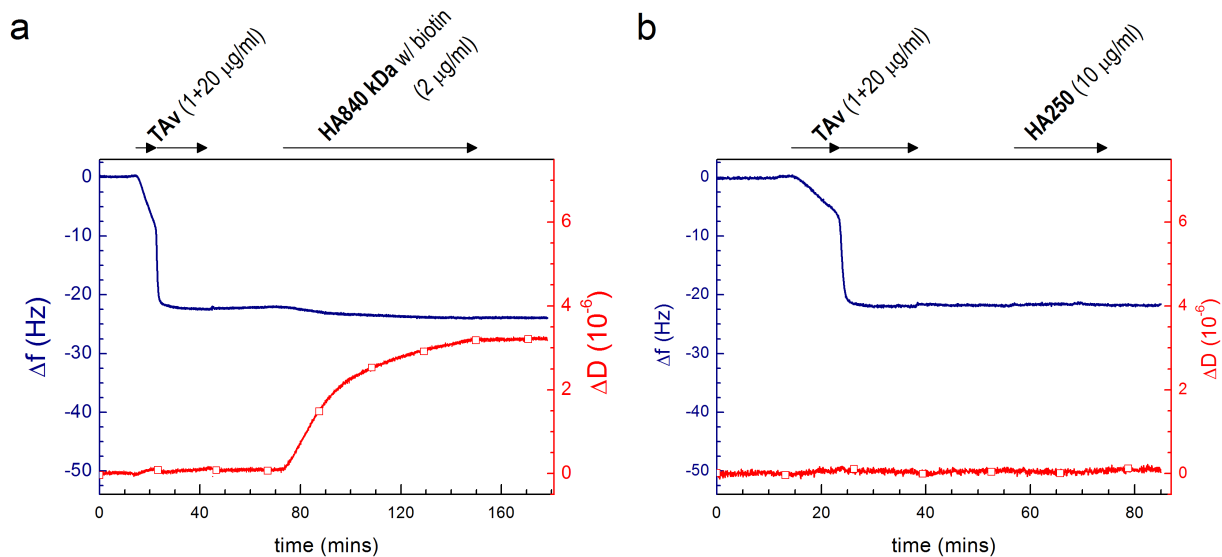 a
TAv (1+20 µg/ml)
HA840 kDa w/ biotin
(2 µg/ml)
0
-10
-20
-30
-40
-50
Δf (Hz)
6
4
2
0
ΔD (10-6)
0 40 80 120 160
time (mins)
b
TAv (1+20 µg/ml)
HA250 (10 µg/ml)
0
-10
-20
-30
-40
-50
Δf (Hz)
6
4
2
0
ΔD (10-6)
0 20 40 60 80
time (mins)